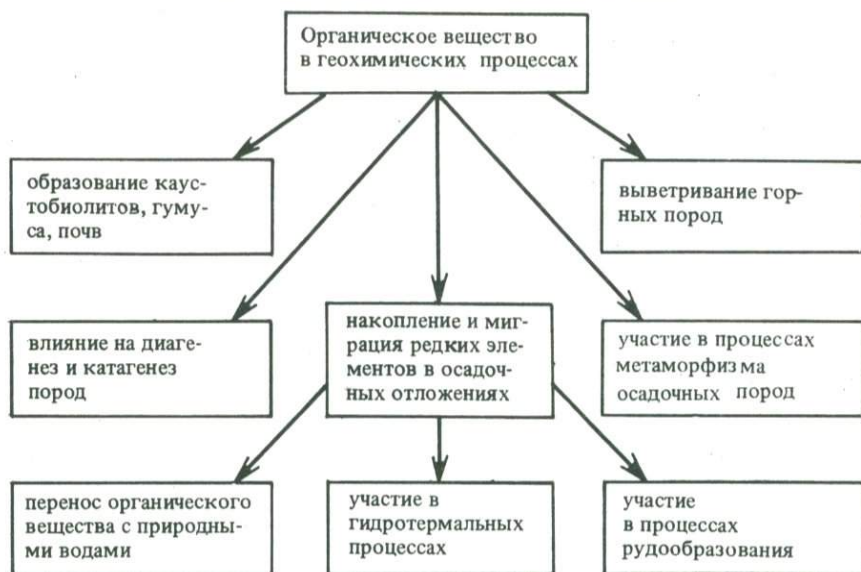 Органическое вещество
в геохимических процессах
образование каус-
тобиолитов, гуму-
са, почв
выветривание гор-
ных пород
влияние на диаге-
нез и катагенез
пород
накопление и миг-
рация редких эле-
ментов в осадоч-
ных отложениях
участие в процессах
метаморфизма
осадочных пород
перенос органического
вещества с природны-
ми водами
участие в
гидротермальных
процессах
участие
в процессах
рудообразования